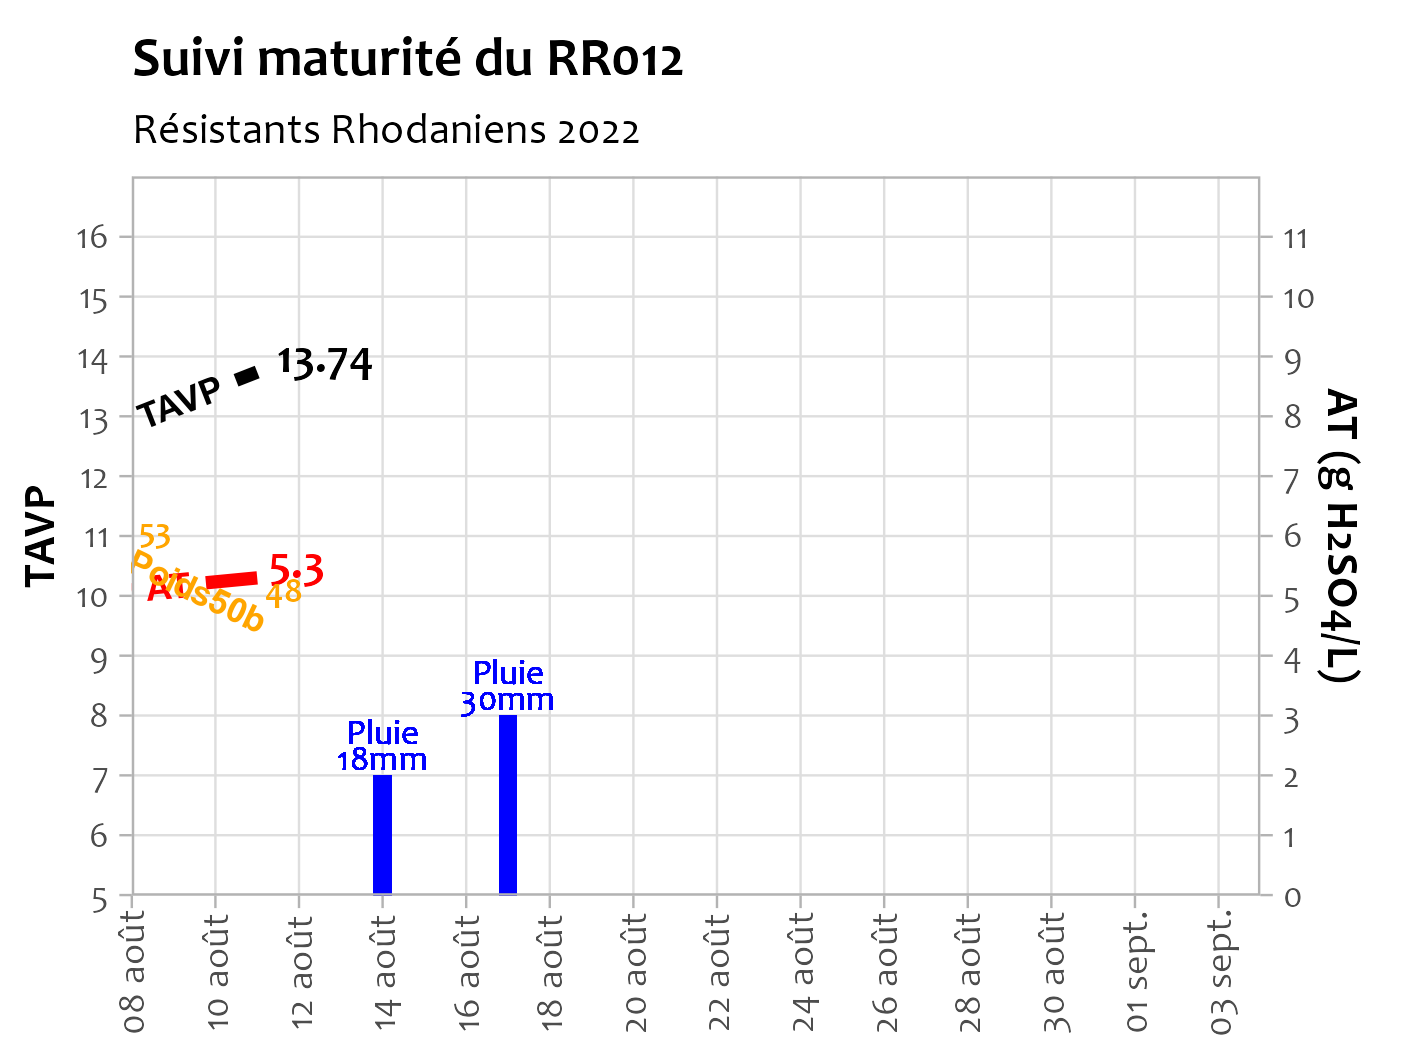 Suivi maturité du RR012
Résistants Rhodaniens 2022
TAVP
16
15
14
13
12
11
10
9
8
7
6
5
TAVP
13.74
53
Poids50b
48
AT
5.3
Pluie
18mm
Pluie
30mm
11
10
9
8
7
6
5
4
3
2
1
0
AT (g H2SO4/L)
08 août
10 août
12 août
14 août
16 août
18 août
20 août
22 août
24 août
26 août
28 août
30 août
01 sept.
03 sept.